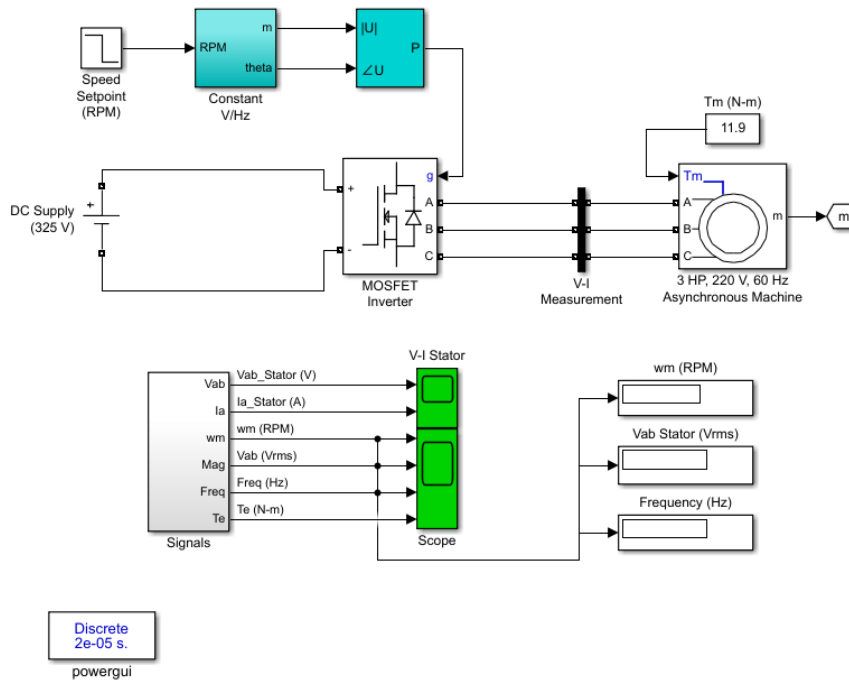 RPM
m
theta
|U|
∠U
P
Speed
Setpoint
(RPM)
Constant
V/Hz
Tm (N-m)
11.9
DC Supply
(325 V)
+
+
-
g
A
B
C
MOSFET
Inverter
V-I
Measurement
Tm
A
B
C
m
m
3 HP, 220 V, 60 Hz
Asynchronous Machine
V-I Stator
Vab
Ia
wm
Mag
Freq
Te
Vab_Stator (V)
Ia_Stator (A)
wm (RPM)
Vab (Vrms)
Freq (Hz)
Te (N-m)
Signals
Scope
wm (RPM)
Vab Stator (Vrms)
Frequency (Hz)
Discrete
2e-05 s.
powergui